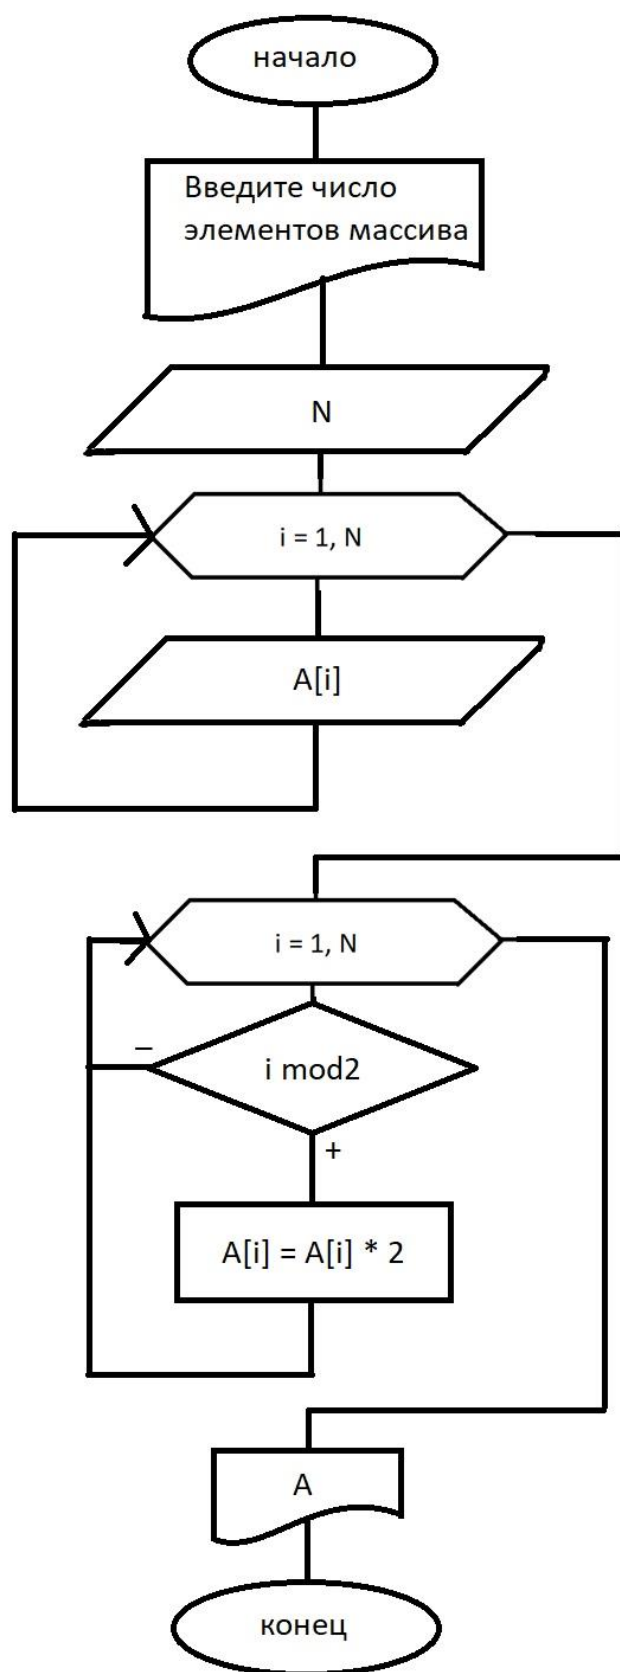 начало
Введите число
элементов массива
N
i = 1, N
A[i]
i = 1, N
–
i mod2
+
A[i] = A[i] * 2
A
конец